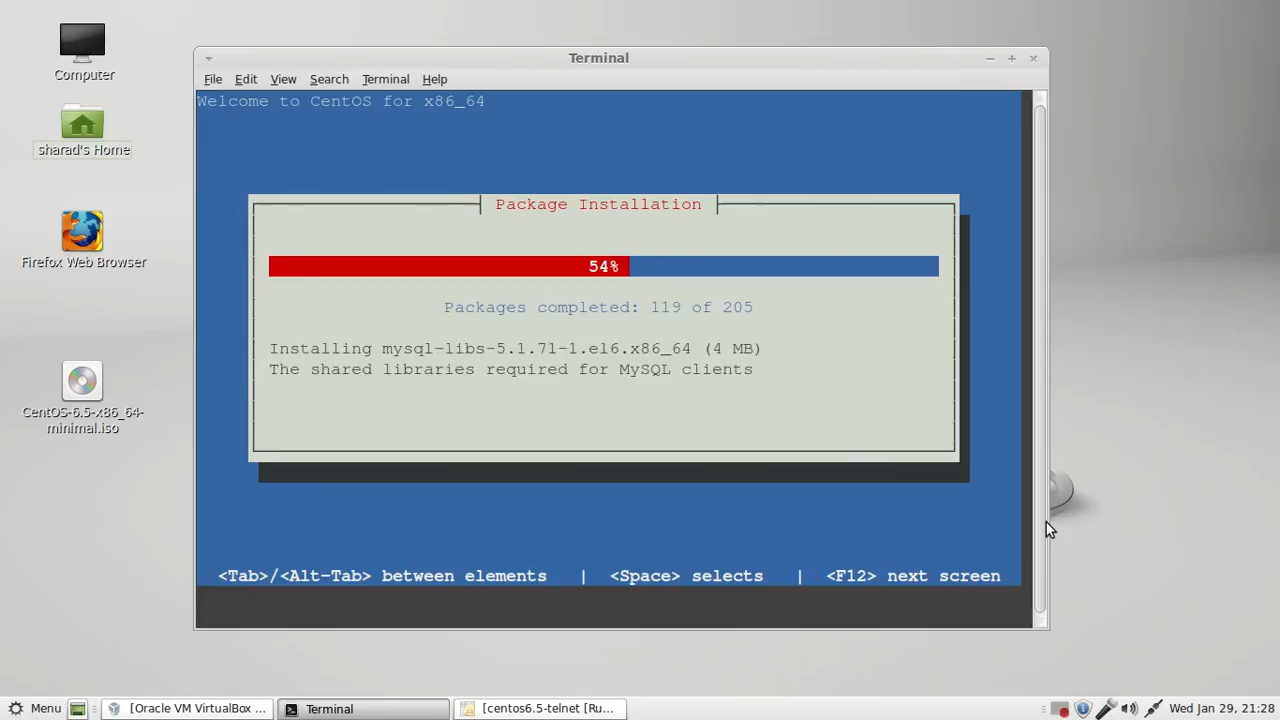 Computer
sharad's Home
Firefox Web Browser
CentOS-6.5-x86_64-
minimal.iso
Terminal
File Edit View Search Terminal Help
Welcome to CentOS for x86_64
Package Installation
54%
Packages completed: 119 of 205
Installing mysql-libs-5.1.71-1.el6.x86_64 (4 MB)
The shared libraries required for MySQL clients
<Tab>/<Alt-Tab> between elements | <Space> selects | <F12> next screen
Menu [Oracle VM VirtualBox ... Terminal [centos6.5-telnet [Ru... Wed Jan 29, 21:28